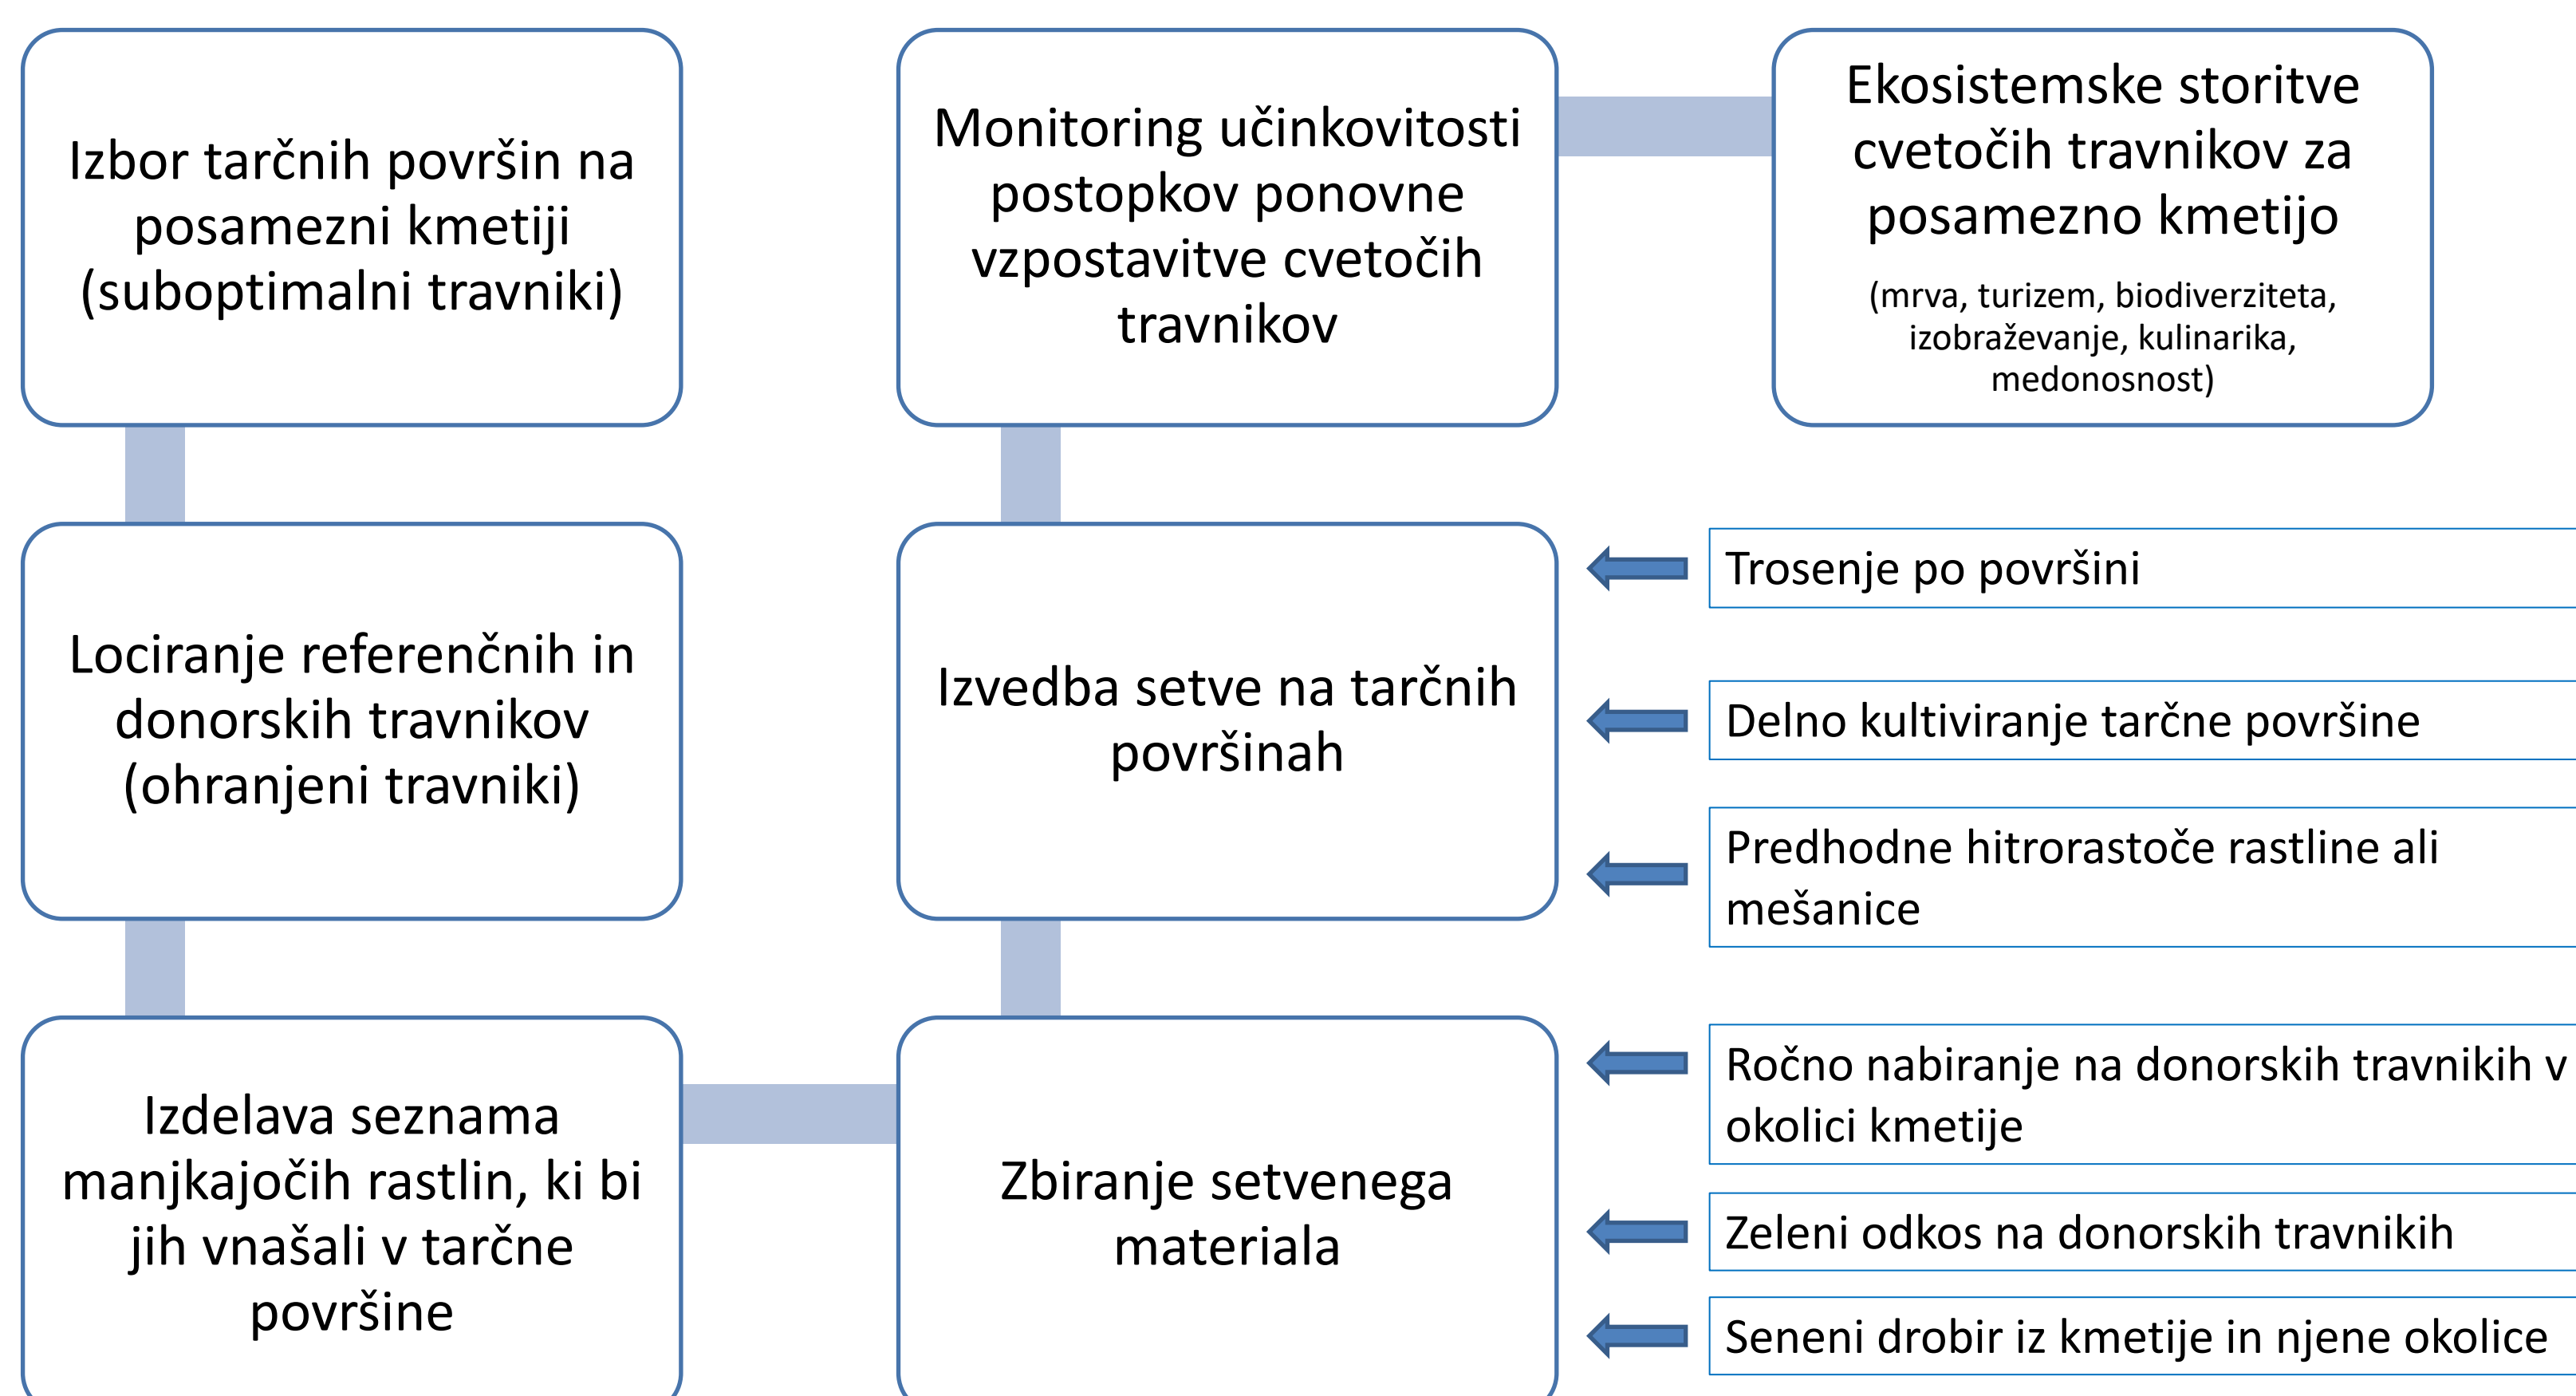 Izbor tarčnih površin na
posamezni kmetiji
(suboptimalni travniki)
Lociranje referenčnih in
donorskih travnikov
(ohranjeni travniki)
Izdelava seznama
manjkajočih rastlin, ki bi
jih vnašali v tarčne
površine
Zbiranje setvenega
materiala
Izvedba setve na tarčnih
površinah
Monitoring učinkovitosti
postopkov ponovne
vzpostavitve cvetočih
travnikov
Ekosistemske storitve
cvetočih travnikov za
posamezno kmetijo
(mrva, turizem, biodiverziteta,
izobraževanje, kulinarika,
medonosnost)
Trosenje po površini
Delno kultiviranje tarčne površine
Predhodne hitrorastoče rastline ali
mešanice
Ročno nabiranje na donorskih travnikih v
okolici kmetije
Zeleni odkos na donorskih travnikih
Seneni drobir iz kmetije in njene okolice